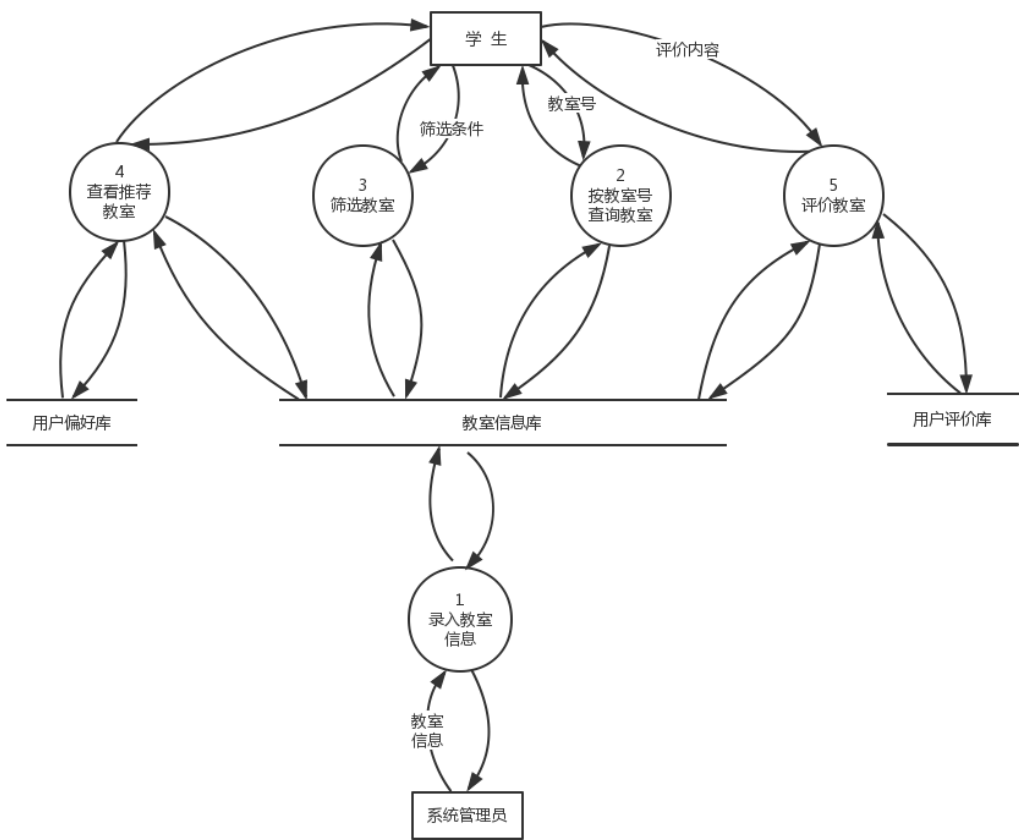 学 生
评价内容
教室号
筛选条件
4
查看推荐
教室
3
筛选教室
2
按教室号
查询教室
5
评价教室
用户偏好库
教室信息库
用户评价库
1
录入教室
信息
教室
信息
系统管理员